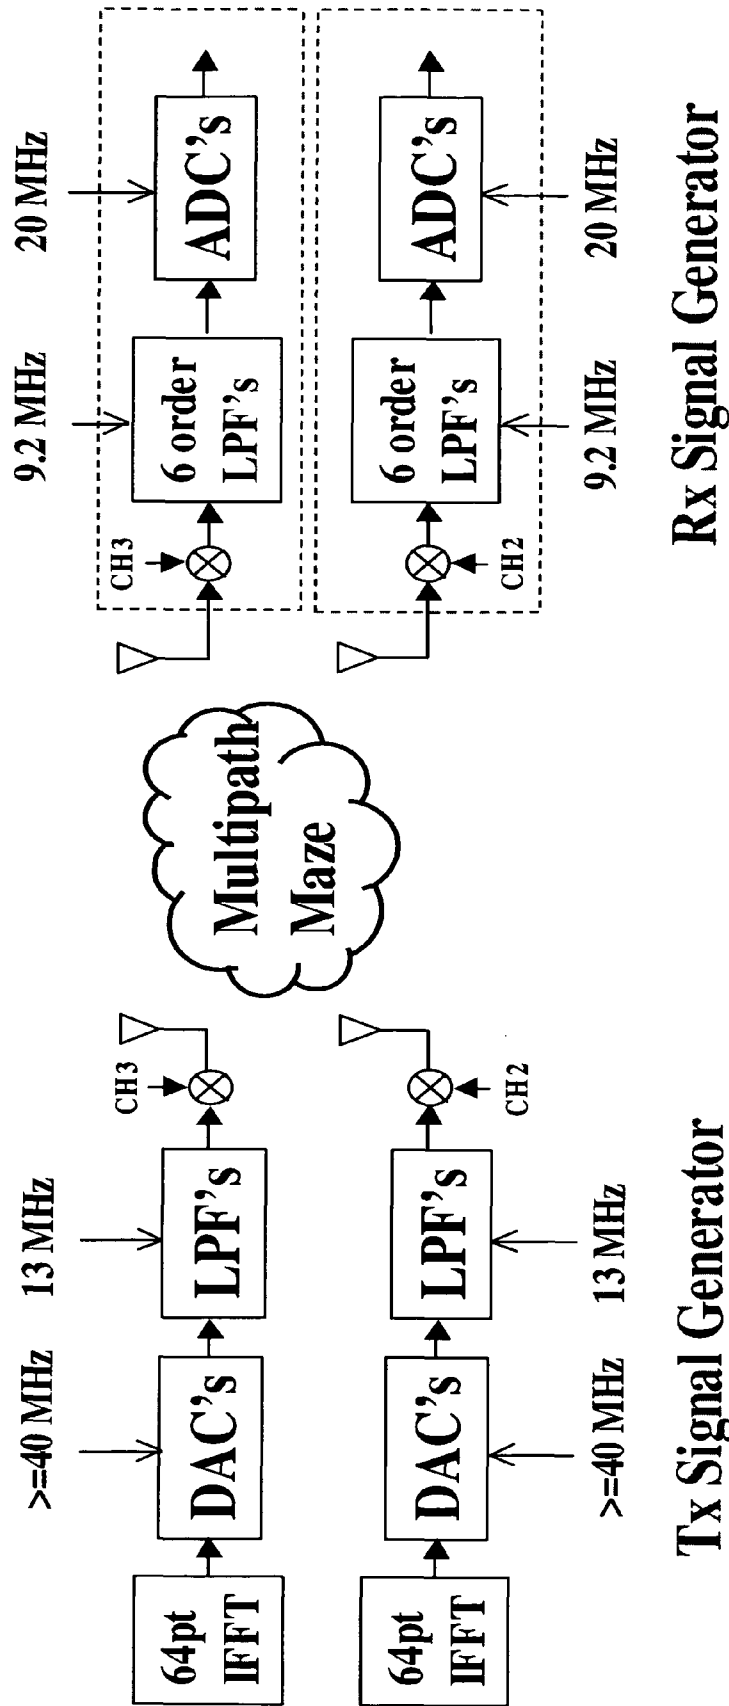 >=40 MHz
13 MHz
9.2 MHz
20 MHz
64pt
IFFT
DAC's
LPF's
CH3
Multipath
Maze
CH3
6 order
LPF's
ADC's
64pt
IFFT
DAC's
LPF's
CH2
CH2
6 order
LPF's
ADC's
>=40 MHz
13 MHz
9.2 MHz
20 MHz
Tx Signal Generator
Rx Signal Generator